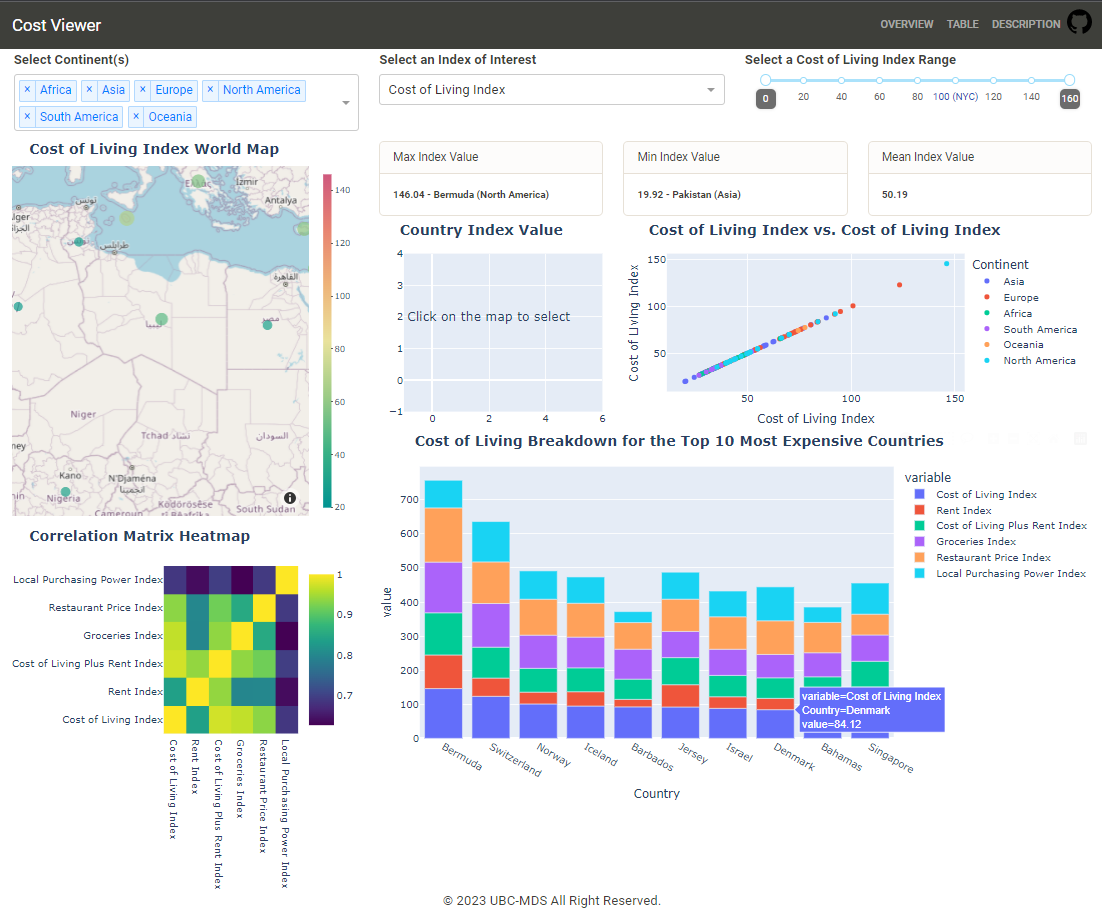 Cost Viewer
OVERVIEW TABLE DESCRIPTION
Select Continent(s)
× Africa × Asia × Europe × North America
× South America × Oceania
Select an Index of Interest
Cost of Living Index
Select a Cost of Living Index Range
0 20 40 60 80 100 (NYC) 120 140 160
Cost of Living Index World Map
İzmir
Antalya
تونس
تونس
طرابلس
القاهرة
ليبيا
مصر
Niger
Tchad تشاد
السودان
Kano
N'Djaména
انجمينا
Nigeria
Cameroun
South Sudan
140
120
100
80
60
40
20
Max Index Value
146.04 - Bermuda (North America)
Min Index Value
19.92 - Pakistan (Asia)
Mean Index Value
50.19
Country Index Value
4
3
2
1
0
−1
Click on the map to select
0 2 4 6
Cost of Living Index vs. Cost of Living Index
Cost of Living Index
150
100
50
50 100 150
Cost of Living Index
Continent
Asia
Europe
Africa
South America
Oceania
North America
Cost of Living Breakdown for the Top 10 Most Expensive Countries
value
700
600
500
400
300
200
100
0
Bermuda
Switzerland
Norway
Iceland
Barbados
Jersey
Israel
Denmark
Bahamas
Singapore
Country
variable=Cost of Living Index
Country=Denmark
value=84.12
variable
Cost of Living Index
Rent Index
Cost of Living Plus Rent Index
Groceries Index
Restaurant Price Index
Local Purchasing Power Index
Correlation Matrix Heatmap
Local Purchasing Power Index
Restaurant Price Index
Groceries Index
Cost of Living Plus Rent Index
Rent Index
Cost of Living Index
Cost of Living Index
Rent Index
Cost of Living Plus Rent Index
Groceries Index
Restaurant Price Index
Local Purchasing Power Index
1
0.9
0.8
0.7
© 2023 UBC-MDS All Right Reserved.